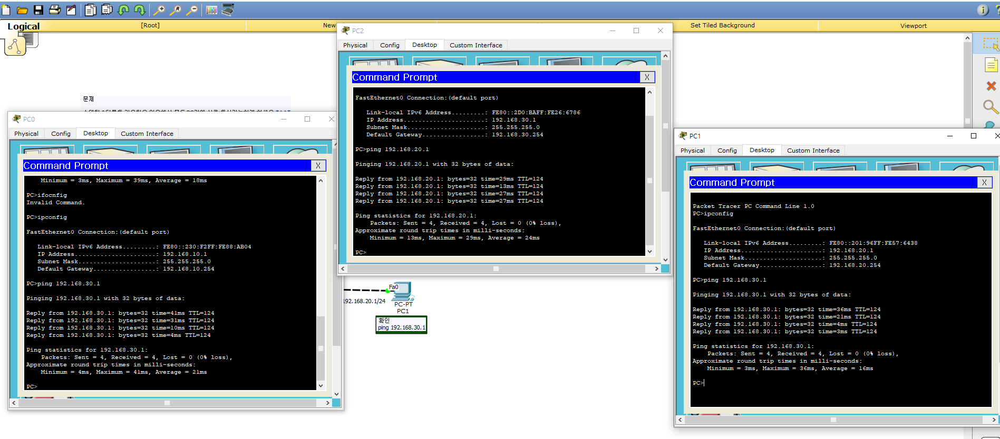 Logical
[Root]
New
Set Tiled Background
Viewport
문제
PC0
Physical
Config
Desktop
Custom Interface
Command Prompt
X
Minimum = 3ms, Maximum = 39ms, Average = 18ms
PC>ifocnfig
Invalid Command.
PC>ipconfig
FastEthernet0 Connection:(default port)
Link-local IPv6 Address.........: FE80::230:F2FF:FE88:AB04
IP Address......................: 192.168.10.1
Subnet Mask.....................: 255.255.255.0
Default Gateway.................: 192.168.10.254
PC>ping 192.168.30.1
Pinging 192.168.30.1 with 32 bytes of data:
Reply from 192.168.30.1: bytes=32 time=41ms TTL=124
Reply from 192.168.30.1: bytes=32 time=31ms TTL=124
Reply from 192.168.30.1: bytes=32 time=10ms TTL=124
Reply from 192.168.30.1: bytes=32 time=4ms TTL=124
Ping statistics for 192.168.30.1:
Packets: Sent = 4, Received = 4, Lost = 0 (0% loss),
Approximate round trip times in milli-seconds:
Minimum = 4ms, Maximum = 41ms, Average = 21ms
PC>
PC2
Physical
Config
Desktop
Custom Interface
Command Prompt
X
FastEthernet0 Connection:(default port)
Link-local IPv6 Address.........: FE80::2D0:BAFF:FE26:6786
IP Address......................: 192.168.30.1
Subnet Mask.....................: 255.255.255.0
Default Gateway.................: 192.168.30.254
PC>ping 192.168.20.1
Pinging 192.168.20.1 with 32 bytes of data:
Reply from 192.168.20.1: bytes=32 time=29ms TTL=124
Reply from 192.168.20.1: bytes=32 time=13ms TTL=124
Reply from 192.168.20.1: bytes=32 time=27ms TTL=124
Reply from 192.168.20.1: bytes=32 time=27ms TTL=124
Ping statistics for 192.168.20.1:
Packets: Sent = 4, Received = 4, Lost = 0 (0% loss),
Approximate round trip times in milli-seconds:
Minimum = 13ms, Maximum = 29ms, Average = 24ms
PC>
Fa0
192.168.20.1/24
PC-PT
PC1
확인
ping 192.168.30.1
PC1
Physical
Config
Desktop
Custom Interface
Command Prompt
X
Packet Tracer PC Command Line 1.0
PC>ipconfig
FastEthernet0 Connection:(default port)
Link-local IPv6 Address.........: FE80::201:96FF:FE57:6438
IP Address......................: 192.168.20.1
Subnet Mask.....................: 255.255.255.0
Default Gateway.................: 192.168.20.254
PC>ping 192.168.30.1
Pinging 192.168.30.1 with 32 bytes of data:
Reply from 192.168.30.1: bytes=32 time=36ms TTL=124
Reply from 192.168.30.1: bytes=32 time=21ms TTL=124
Reply from 192.168.30.1: bytes=32 time=4ms TTL=124
Reply from 192.168.30.1: bytes=32 time=3ms TTL=124
Ping statistics for 192.168.30.1:
Packets: Sent = 4, Received = 4, Lost = 0 (0% loss),
Approximate round trip times in milli-seconds:
Minimum = 3ms, Maximum = 36ms, Average = 16ms
PC>